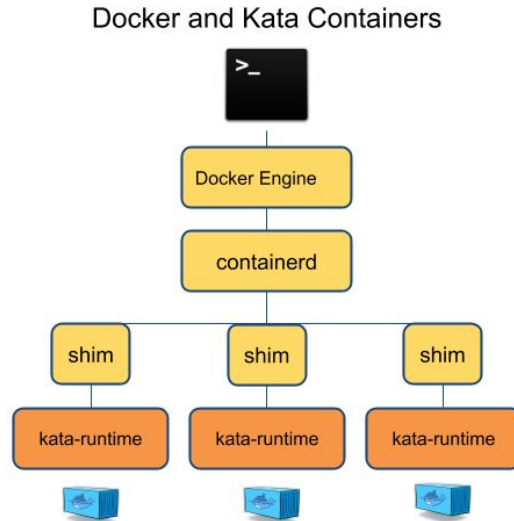 Docker and Kata Containers
>_
Docker Engine
containerd
shim
shim
shim
kata-runtime
kata-runtime
kata-runtime